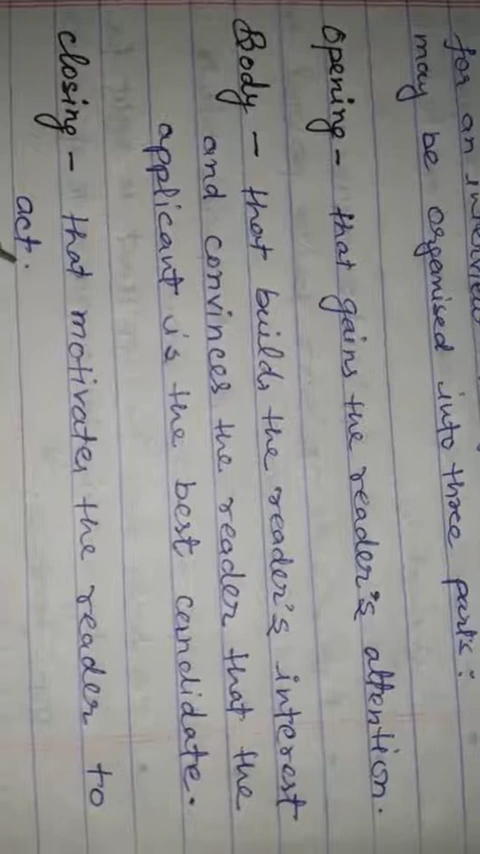 for an interview
may be organised into three parts:
Opening - that gains the reader's attention.
Body - that builds the reader's interest
and convinces the reader that the
applicant is the best candidate.
Closing - that motivates the reader to
act.